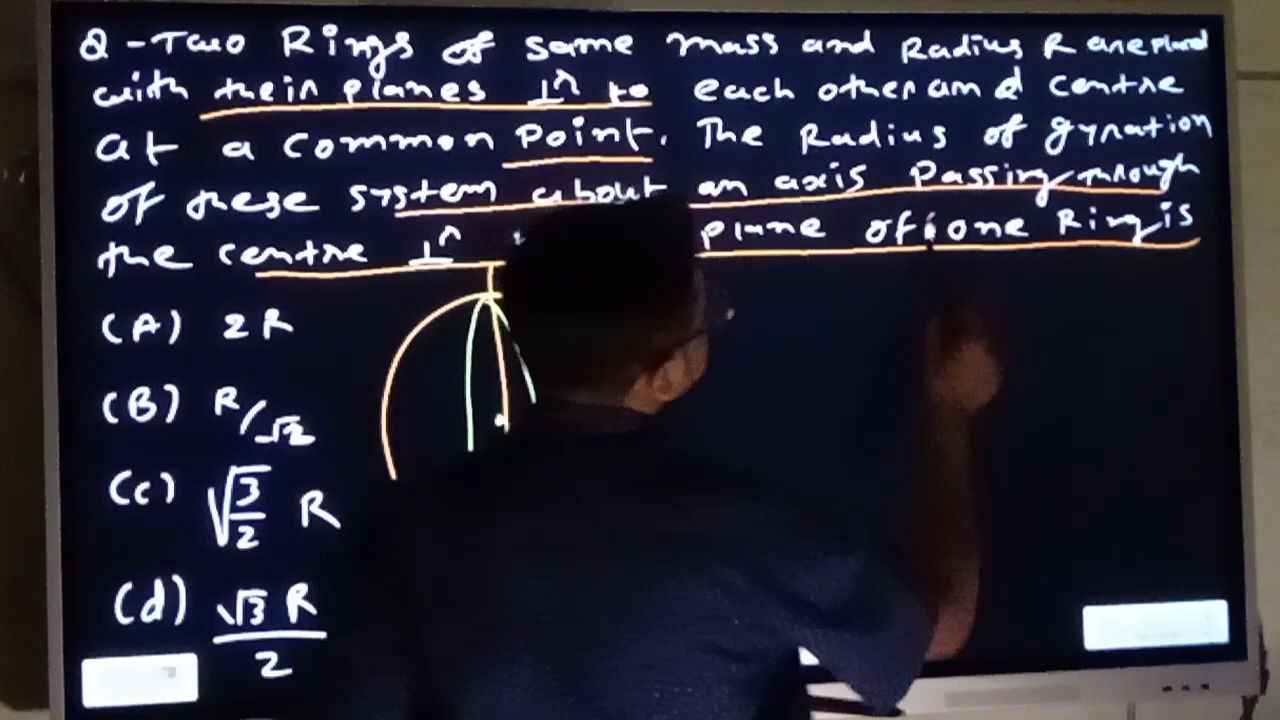 Q - Two Rings of same mass and Radius R are placed
with their planes ⊥^r to each other and centre
at a common point. The Radius of gyration
of these system about an axis Passing through
the centre ⊥^r plane of one Ring is
(A) 2R
(B) R/√2
(c) √(3/2) R
(d) √3 R / 2